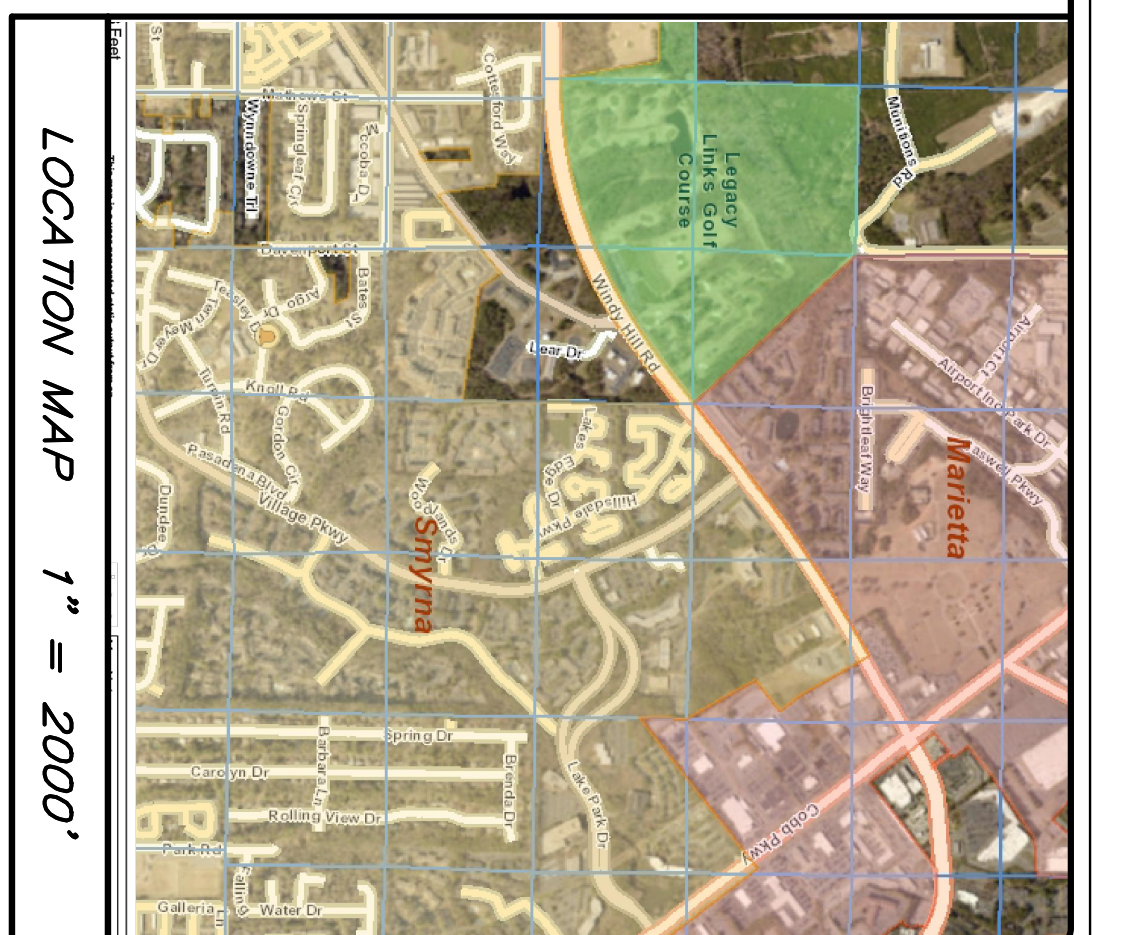 LOCATION MAP 1" = 2000'
Feet
St
Mathews St
Wynndowne Trl
Springleaf Cir
Cottesford Way
Davenport St
Bates St
Argo Dr
Teasley Dr
Knoll Rd
Gordon Cir
Pasadena Blvd
Village Pkwy
Dundee
Lear Dr
Windy Hill Rd
Legacy
Links Golf
Course
Munitions Rd
Airport Ct
Airport Ind Park Dr
Brightleaf Way
Marietta
Lakes Edge Dr
Hillsdale Pkwy
Woodlands Dr
Smyrna
Spring Dr
Carolyn Dr
Barbara Ln
Brenda Dr
Rolling View Dr
Park Rd
Galleria Ln
Water Dr
Lake Park Dr
Cobb Pkwy